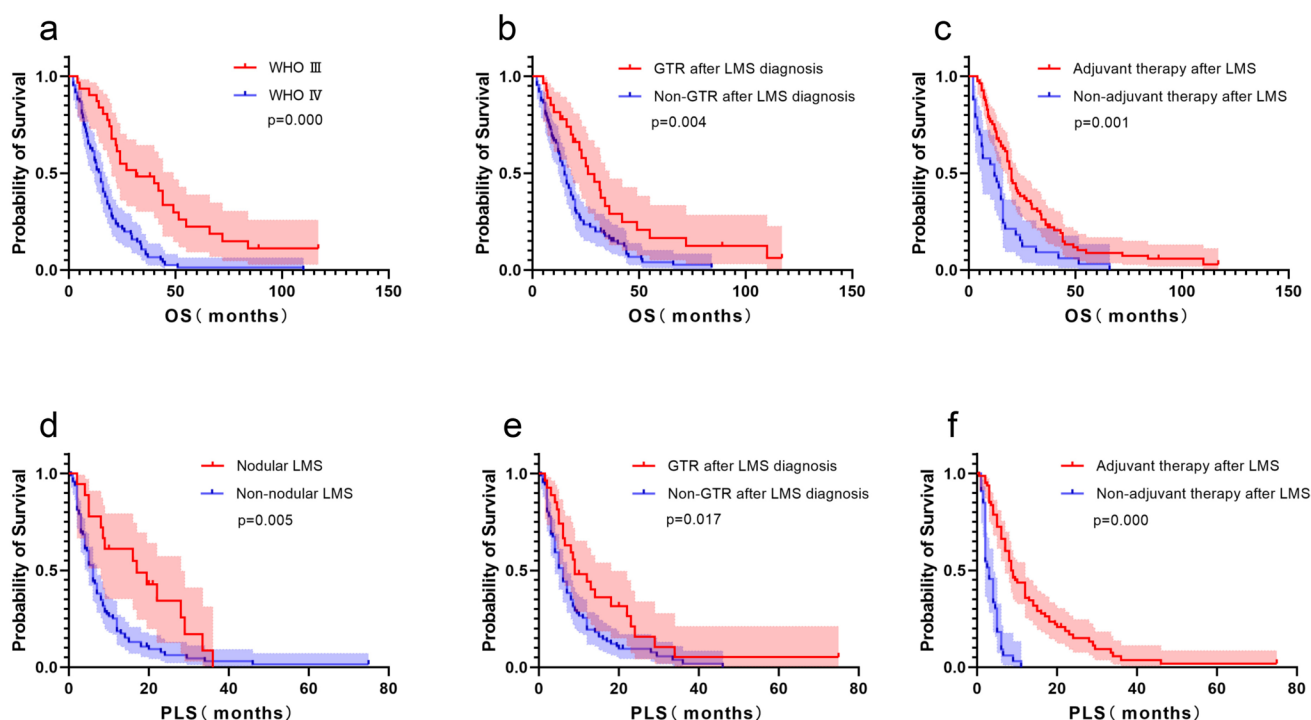 a
WHO Ⅲ
WHO Ⅳ
p=0.000
Probability of Survival
1.0
0.5
0.0
0 50 100 150
OS( months)
b
GTR after LMS diagnosis
Non-GTR after LMS diagnosis
p=0.004
Probability of Survival
1.0
0.5
0.0
0 50 100 150
OS( months)
c
Adjuvant therapy after LMS
Non-adjuvant therapy after LMS
p=0.001
Probability of Survival
1.0
0.5
0.0
0 50 100 150
OS( months)
d
Nodular LMS
Non-nodular LMS
p=0.005
Probability of Survival
1.0
0.5
0.0
0 20 40 60 80
PLS( months)
e
GTR after LMS diagnosis
Non-GTR after LMS diagnosis
p=0.017
Probability of Survival
1.0
0.5
0.0
0 20 40 60 80
PLS( months)
f
Adjuvant therapy after LMS
Non-adjuvant therapy after LMS
p=0.000
Probability of Survival
1.0
0.5
0.0
0 20 40 60 80
PLS( months)